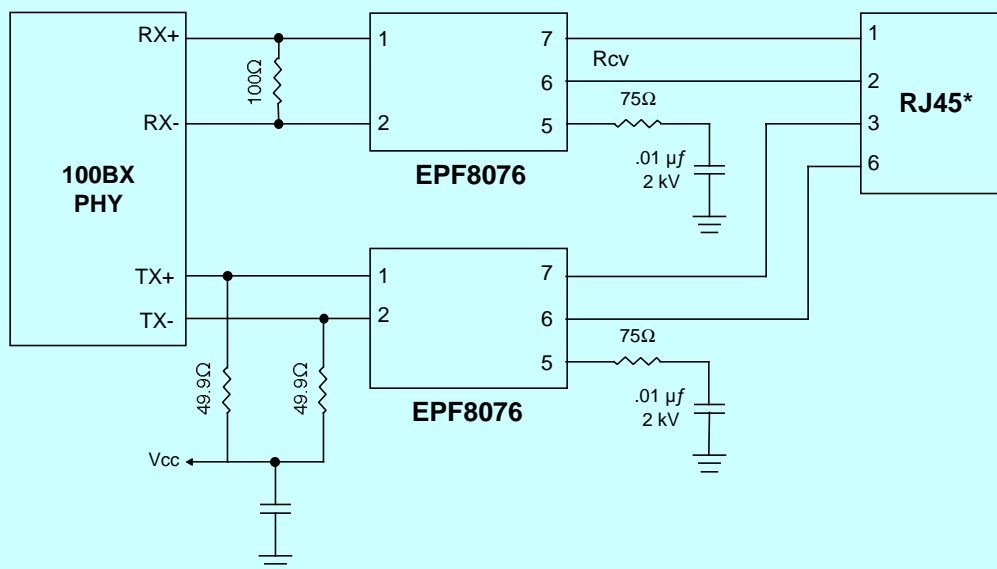 RX+
RX-
100BX
PHY
TX+
TX-
100Ω
1
2
7
6
5
EPF8076
Rcv
75Ω
.01 µƒ
2 kV
1
2
3
6
RJ45*
1
2
7
6
5
EPF8076
75Ω
.01 µƒ
2 kV
49.9Ω
49.9Ω
Vcc